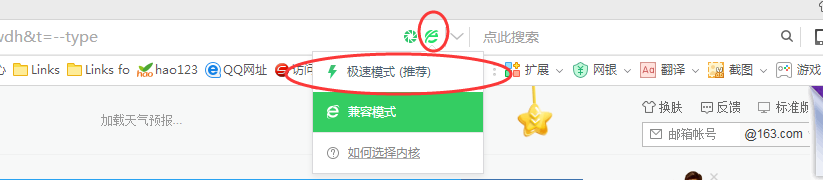 wdh&t=--type
点此搜索
Links Links fo hao123 QQ网址 访问
极速模式 (推荐)
扩展 网银 Aa 翻译 截图 游戏
兼容模式
如何选择内核
加载天气预报...
换肤 反馈 标准版
邮箱帐号 @163.com